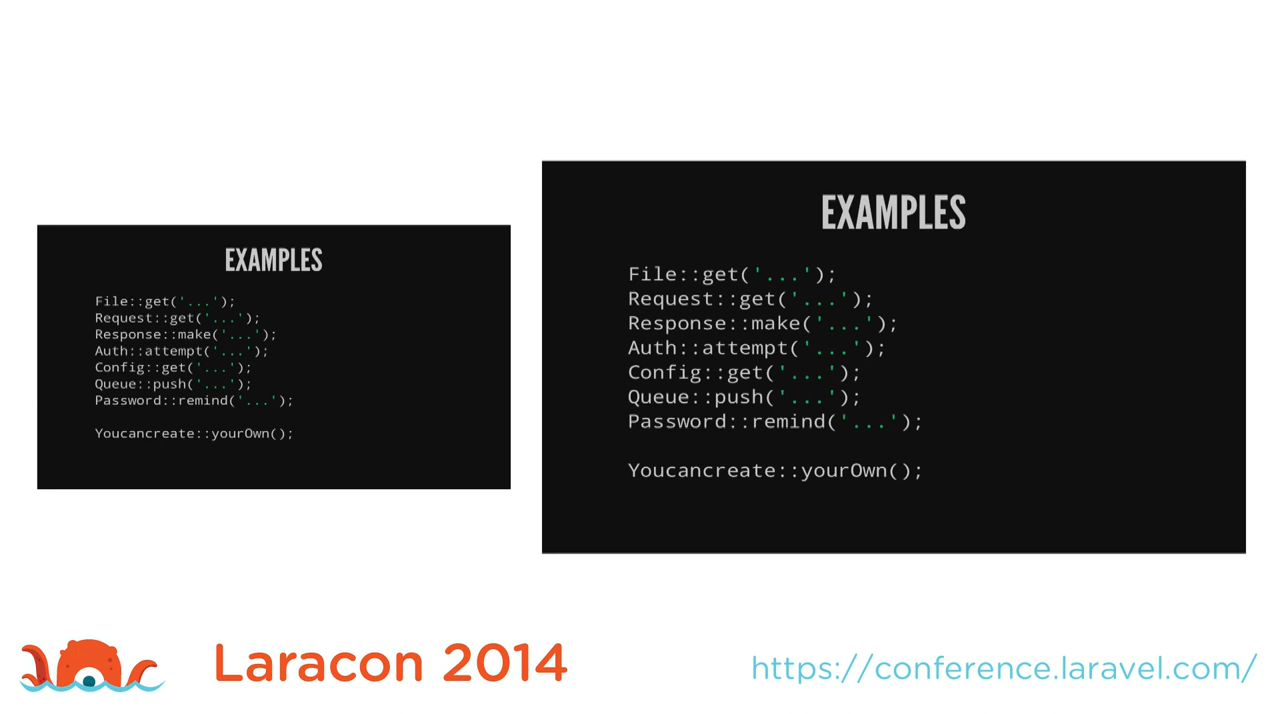 EXAMPLES
File::get('...');
Request::get('...');
Response::make('...');
Auth::attempt('...');
Config::get('...');
Queue::push('...');
Password::remind('...');
Youcancreate::yourOwn();
EXAMPLES
File::get('...');
Request::get('...');
Response::make('...');
Auth::attempt('...');
Config::get('...');
Queue::push('...');
Password::remind('...');
Youcancreate::yourOwn();
Laracon 2014
https://conference.laravel.com/